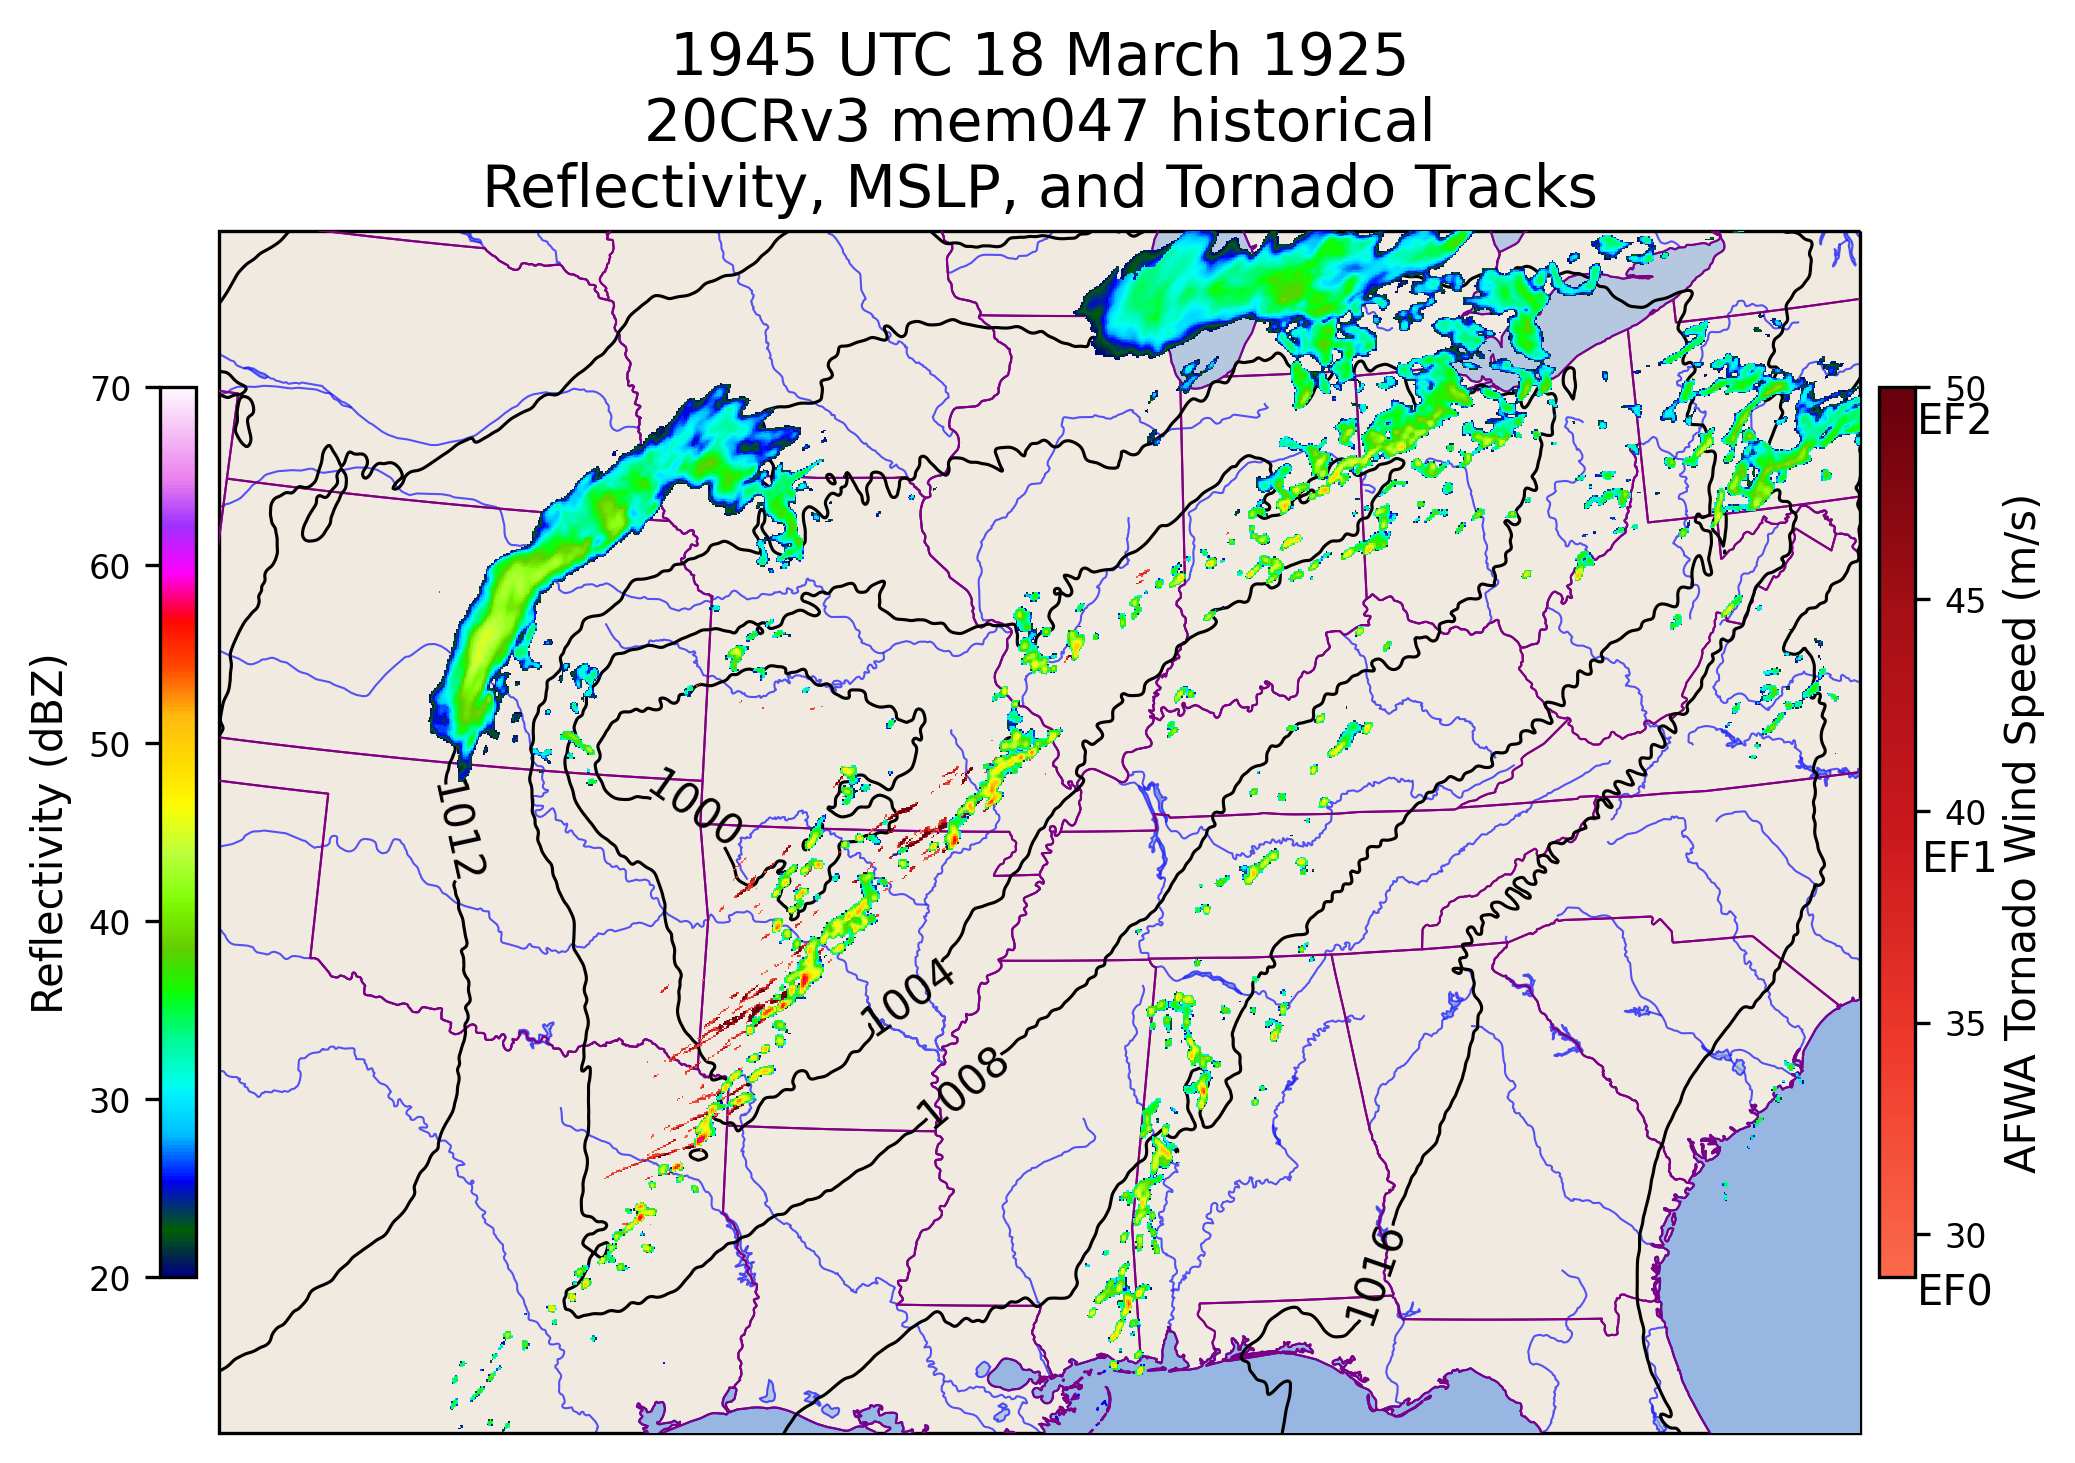 1945 UTC 18 March 1925
20CRv3 mem047 historical
Reflectivity, MSLP, and Tornado Tracks
Reflectivity (dBZ)
70
60
50
40
30
20
1012
1000
1004
1008
1016
50
EF2
45
40
EF1
35
30
EF0
AFWA Tornado Wind Speed (m/s)